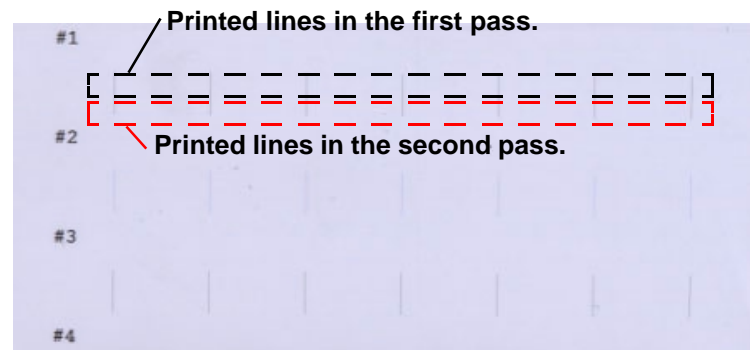 Printed lines in the first pass.
#1
#2
Printed lines in the second pass.
#3
#4